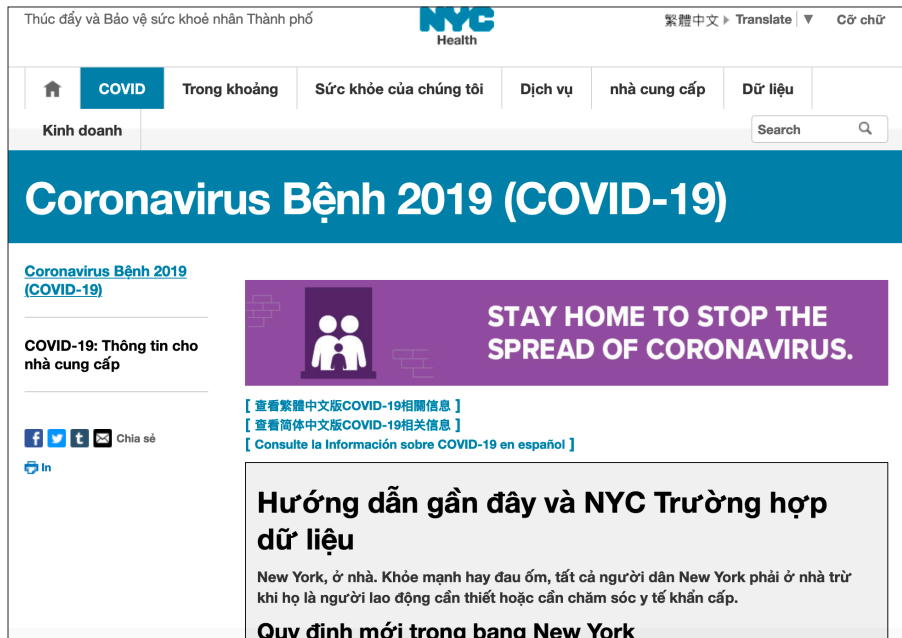 Thúc đẩy và Bảo vệ sức khoẻ nhân Thành phố
NYC
Health
繁體中文 Translate ▼ Cỡ chữ
COVID Trong khoảng Sức khỏe của chúng tôi Dịch vụ nhà cung cấp Dữ liệu
Kinh doanh
Search
Coronavirus Bệnh 2019 (COVID-19)
Coronavirus Bệnh 2019
(COVID-19)
COVID-19: Thông tin cho
nhà cung cấp
Chia sẻ
In
STAY HOME TO STOP THE
SPREAD OF CORONAVIRUS.
[ 查看繁體中文版COVID-19相關信息 ]
[ 查看简体中文版COVID-19相关信息 ]
[ Consulte la Información sobre COVID-19 en español ]
Hướng dẫn gần đây và NYC Trường hợp
dữ liệu
New York, ở nhà. Khỏe mạnh hay đau ốm, tất cả người dân New York phải ở nhà trừ
khi họ là người lao động cần thiết hoặc cần chăm sóc y tế khẩn cấp.
Quy định mới trong bang New York